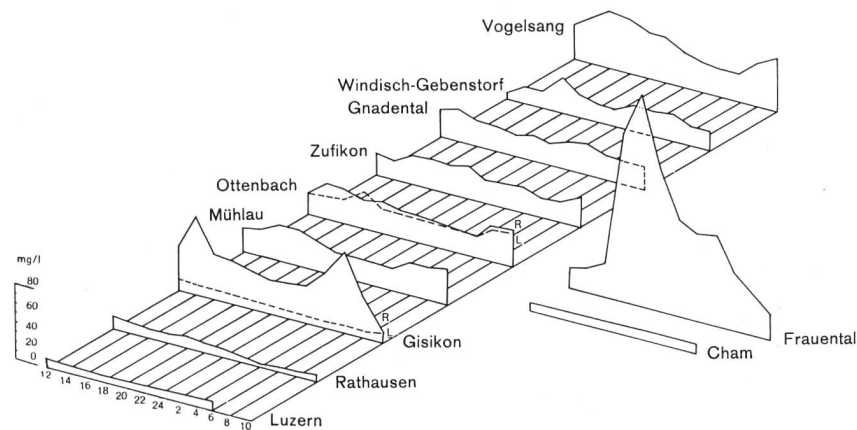 Vogelsang
Windisch-Gebenstorf
Gnadental
Zufikon
Ottenbach
R
L
Mühlau
mg/l
80
60
40
20
0
R
L
Gisikon
Frauental
Cham
Rathausen
12 14 16 18 20 22 24 2 4 6 8 10
Luzern